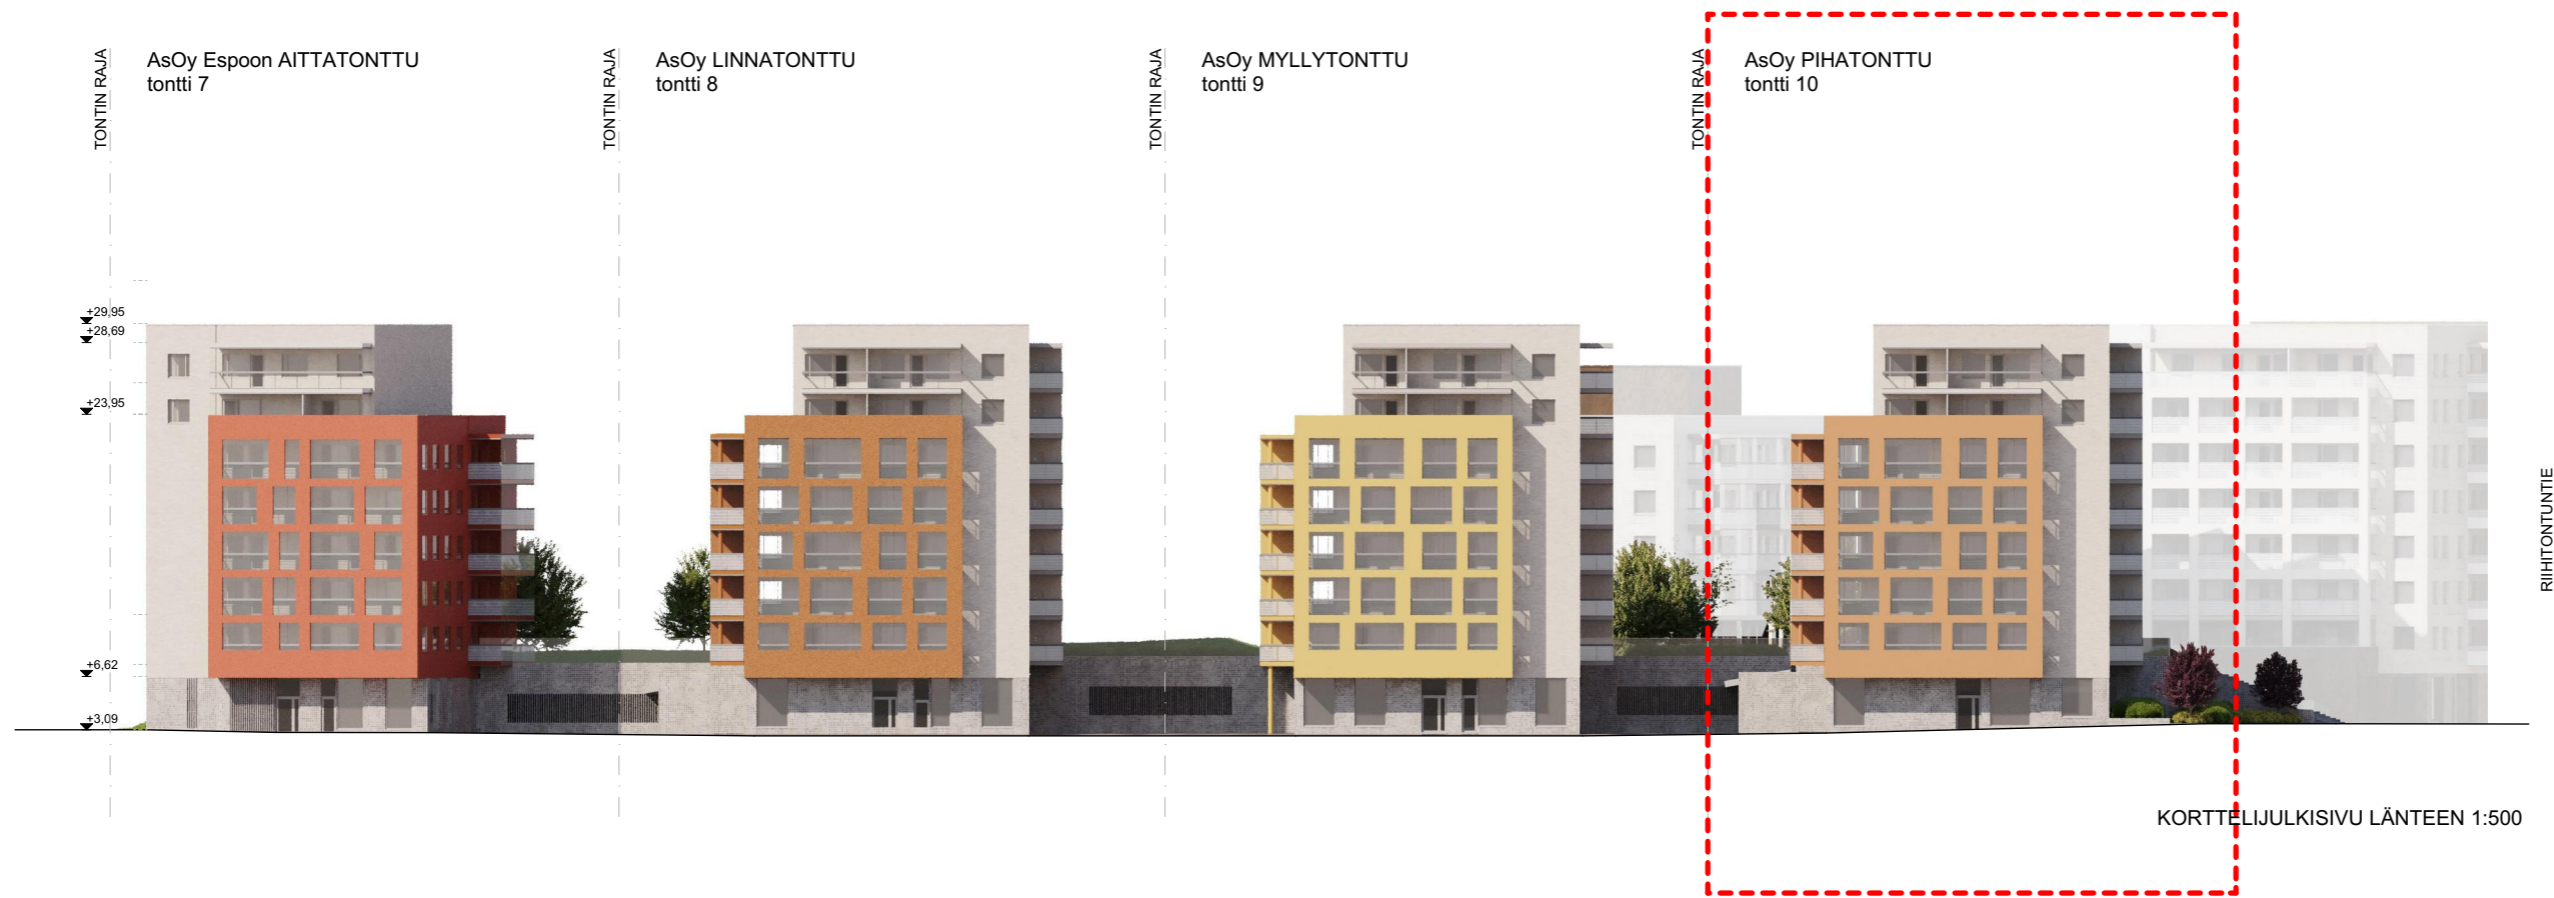 TONTIN RAJA
AsOy Espoon AITTATONTTU
tontti 7
TONTIN RAJA
AsOy LINNATONTTU
tontti 8
TONTIN RAJA
AsOy MYLLYTONTTU
tontti 9
TONTIN RAJA
AsOy PIHATONTTU
tontti 10
+29,95
+28,69
+23,95
+6,62
+3,09
RIIHITONTUNTIE
KORTTELIJULKISIVU LÄNTEEN 1:500